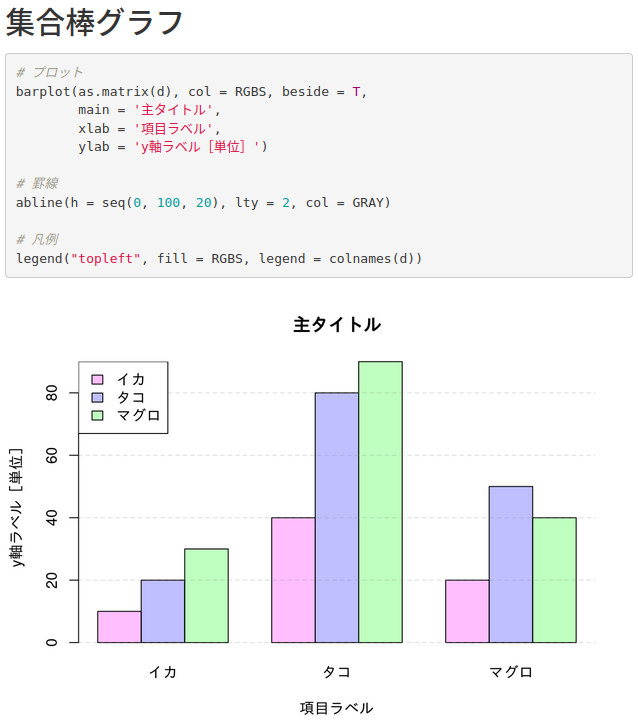 集合棒グラフ
# プロット
barplot(as.matrix(d), col = RGBS, beside = T,
        main = '主タイトル',
        xlab = '項目ラベル',
        ylab = 'y軸ラベル［単位］')
# 罫線
abline(h = seq(0, 100, 20), lty = 2, col = GRAY)
# 凡例
legend("topleft", fill = RGBS, legend = colnames(d))
主タイトル
イカ
タコ
マグロ
y軸ラベル［単位］
80
60
40
20
0
イカ タコ マグロ
項目ラベル